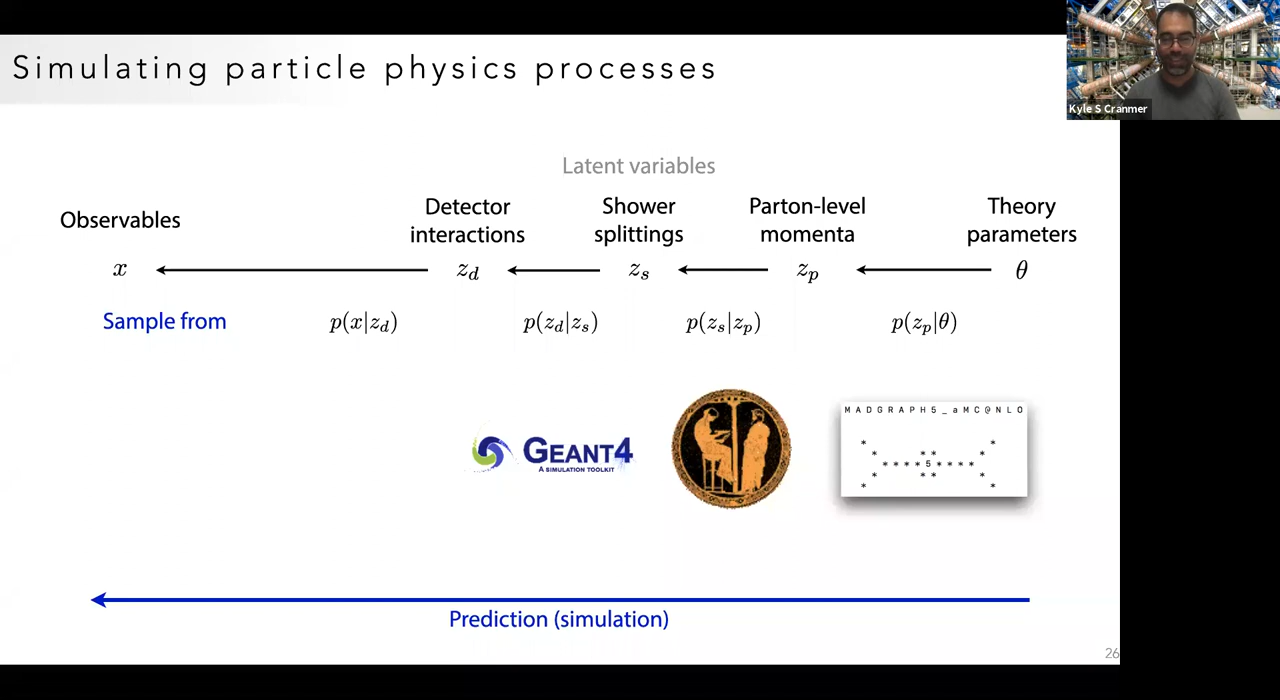 Simulating particle physics processes
Kyle S Cranmer
Latent variables
Observables
Detector
interactions
Shower
splittings
Parton-level
momenta
Theory
parameters
x
z_d
z_s
z_p
θ
Sample from
p(x|z_d)
p(z_d|z_s)
p(z_s|z_p)
p(z_p|θ)
GEANT4
A SIMULATION TOOLKIT
MADGRAPH5_aMC@NLO
* *
* ** *
****5****
* ** *
* *
Prediction (simulation)
26